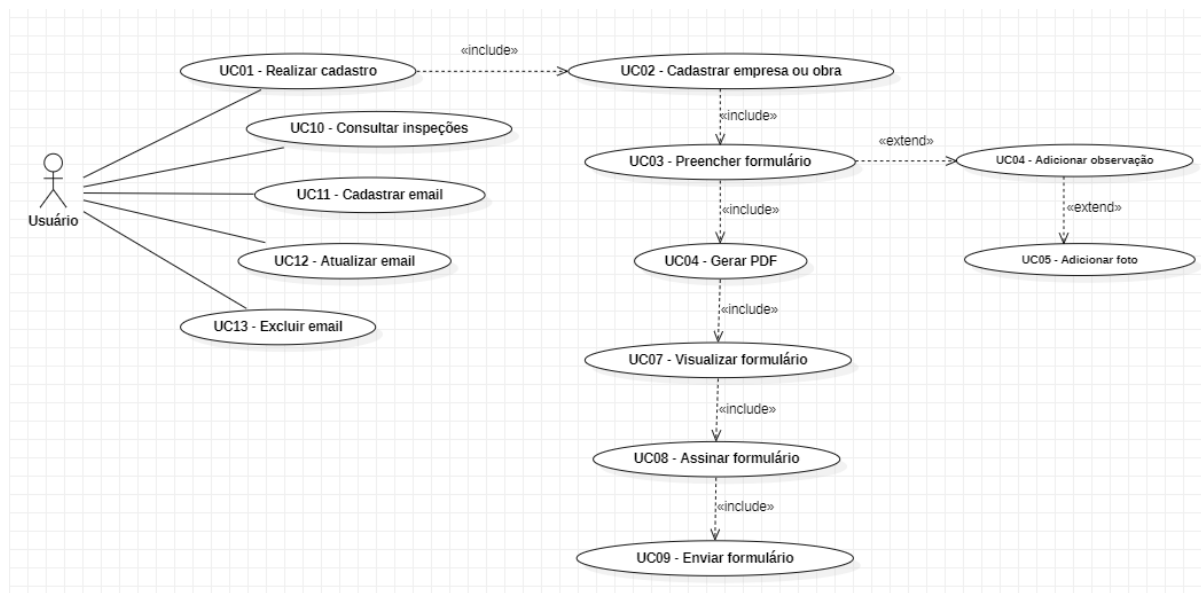 «include»
UC01 - Realizar cadastro
UC02 - Cadastrar empresa ou obra
UC10 - Consultar inspeções
«include»
«extend»
UC03 - Preencher formulário
UC04 - Adicionar observação
UC11 - Cadastrar email
Usuário
«include»
«extend»
UC12 - Atualizar email
UC04 - Gerar PDF
UC05 - Adicionar foto
«include»
UC13 - Excluir email
UC07 - Visualizar formulário
«include»
UC08 - Assinar formulário
«include»
UC09 - Enviar formulário